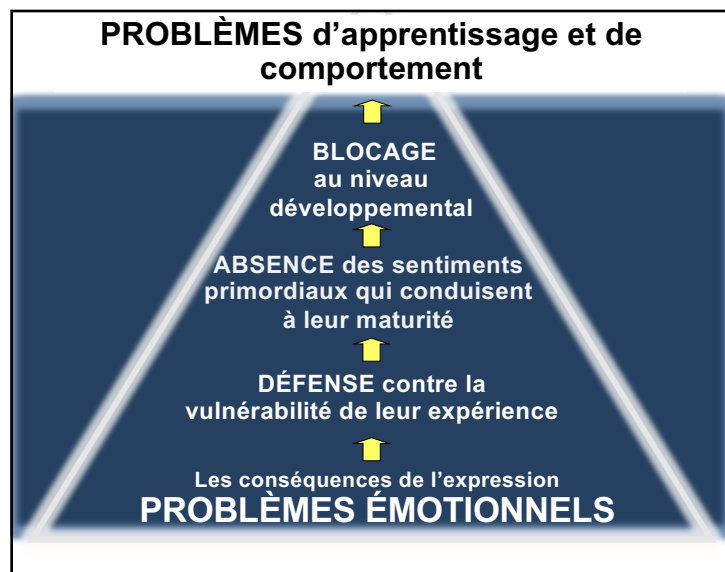 PROBLÈMES d’apprentissage et de
comportement
BLOCAGE
au niveau
développemental
ABSENCE des sentiments
primordiaux qui conduisent
à leur maturité
DÉFENSE contre la
vulnérabilité de leur expérience
Les conséquences de l’expression
PROBLÈMES ÉMOTIONNELS